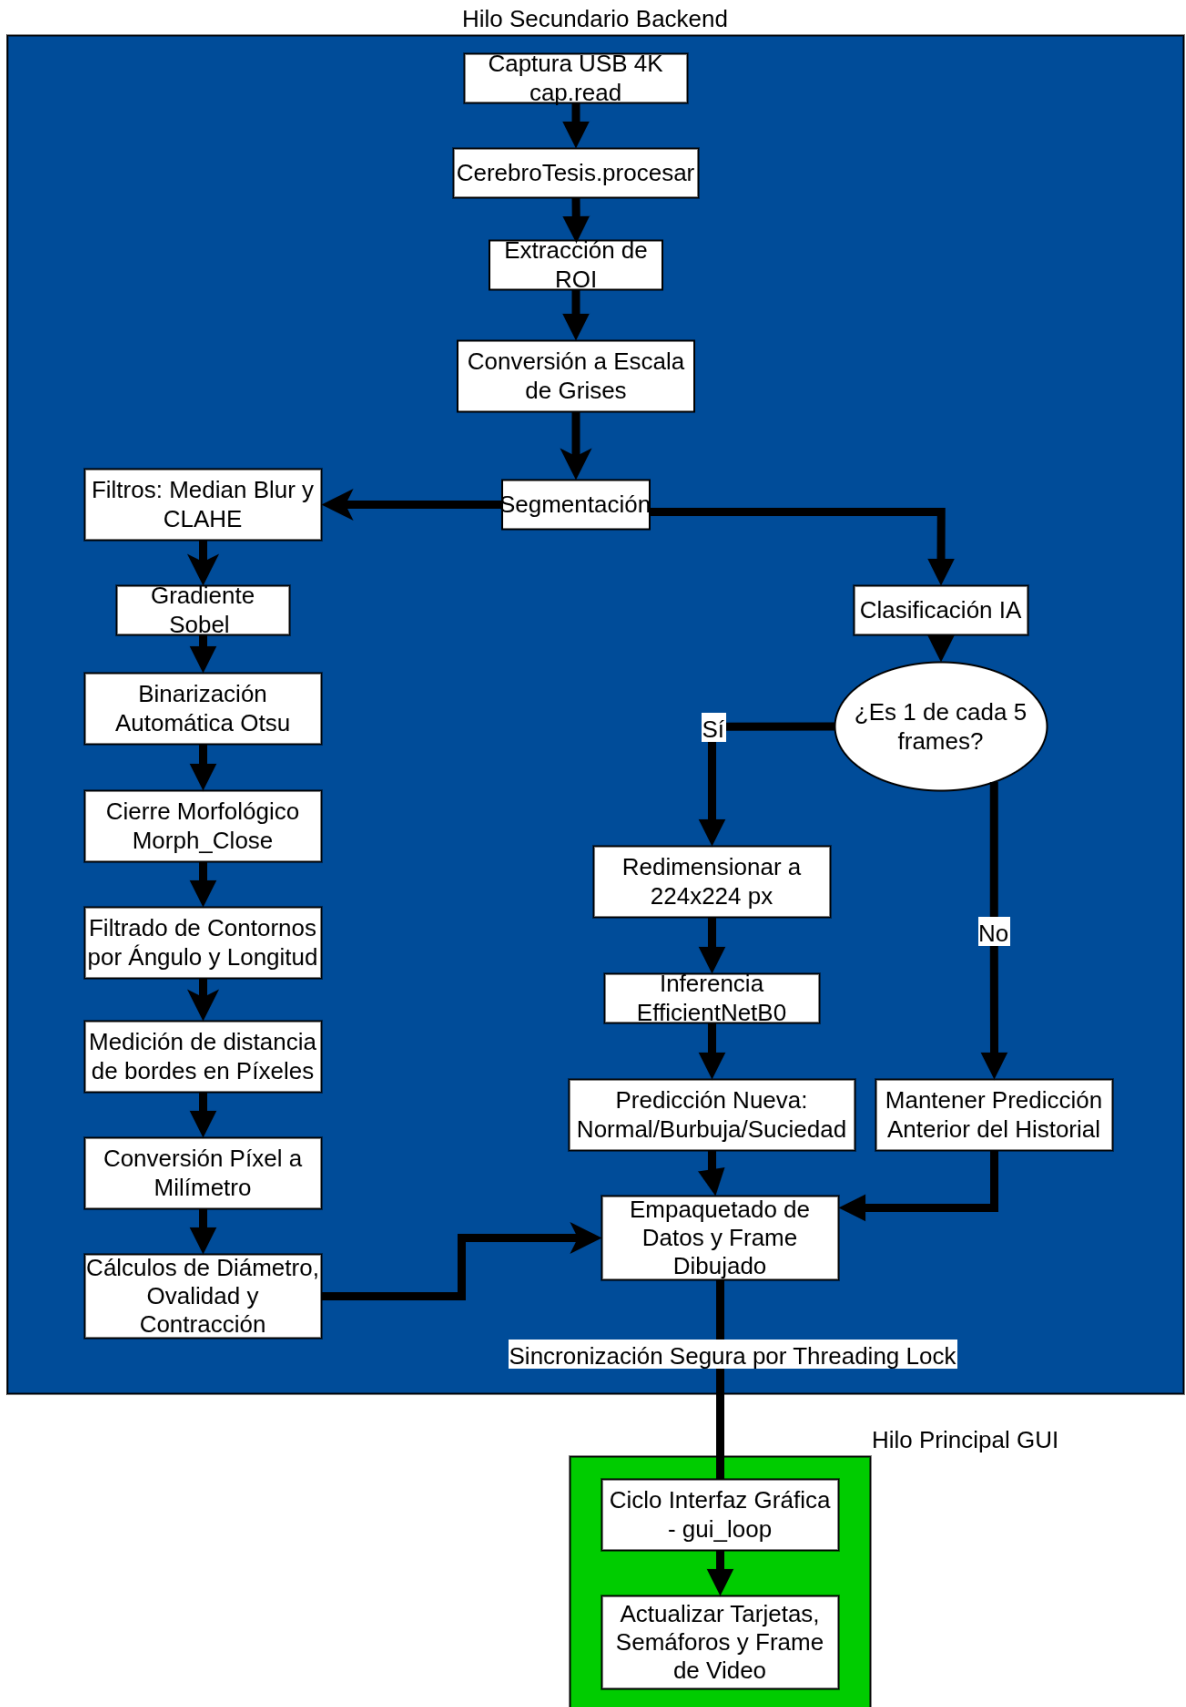 Hilo Secundario Backend
Captura USB 4K
cap.read
CerebroTesis.procesar
Extracción de
ROI
Conversión a Escala
de Grises
Segmentación
Filtros: Median Blur y
CLAHE
Gradiente
Sobel
Binarización
Automática Otsu
Cierre Morfológico
Morph_Close
Filtrado de Contornos
por Ángulo y Longitud
Medición de distancia
de bordes en Píxeles
Conversión Píxel a
Milímetro
Cálculos de Diámetro,
Ovalidad y
Contracción
Clasificación IA
¿Es 1 de cada 5
frames?
Sí
Redimensionar a
224x224 px
Inferencia
EfficientNetB0
Predicción Nueva:
Normal/Burbuja/Suciedad
No
Mantener Predicción
Anterior del Historial
Empaquetado de
Datos y Frame
Dibujado
Sincronización Segura por Threading Lock
Hilo Principal GUI
Ciclo Interfaz Gráfica
- gui_loop
Actualizar Tarjetas,
Semáforos y Frame
de Video